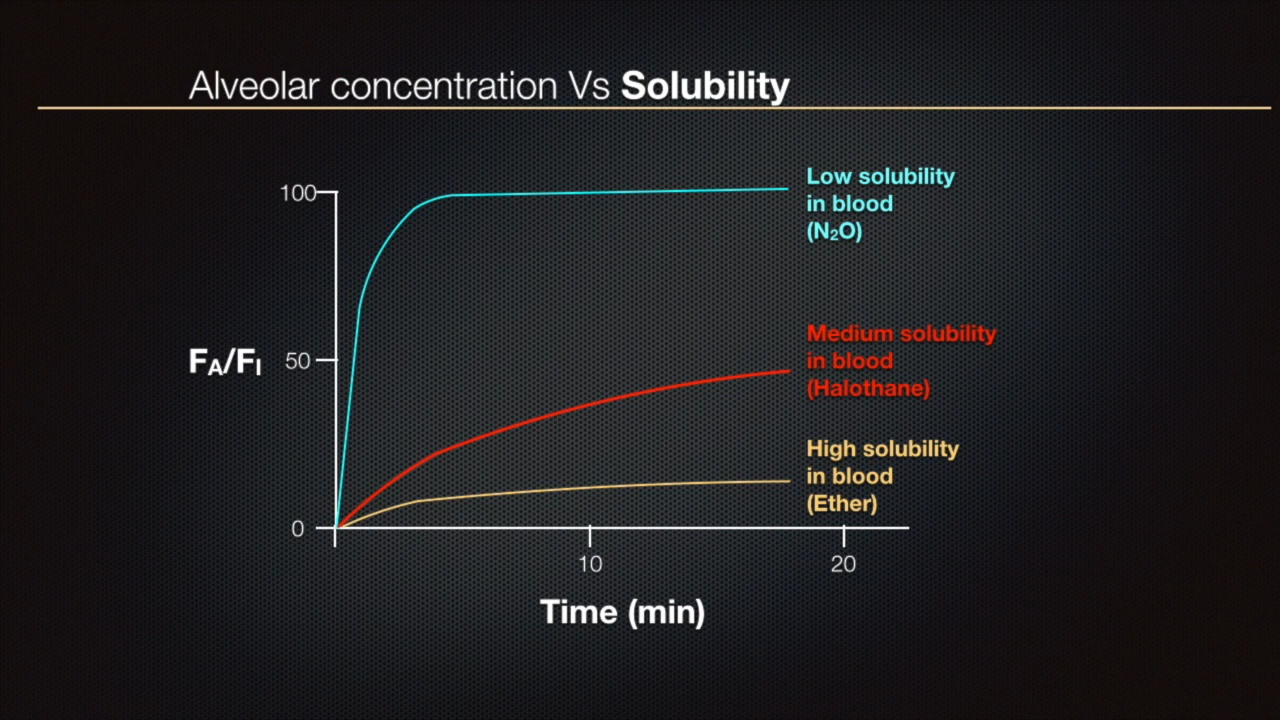 Alveolar concentration Vs Solubility
100
Low solubility
in blood
(N₂O)
Medium solubility
in blood
(Halothane)
F_A/F_I
50
High solubility
in blood
(Ether)
0
10
20
Time (min)